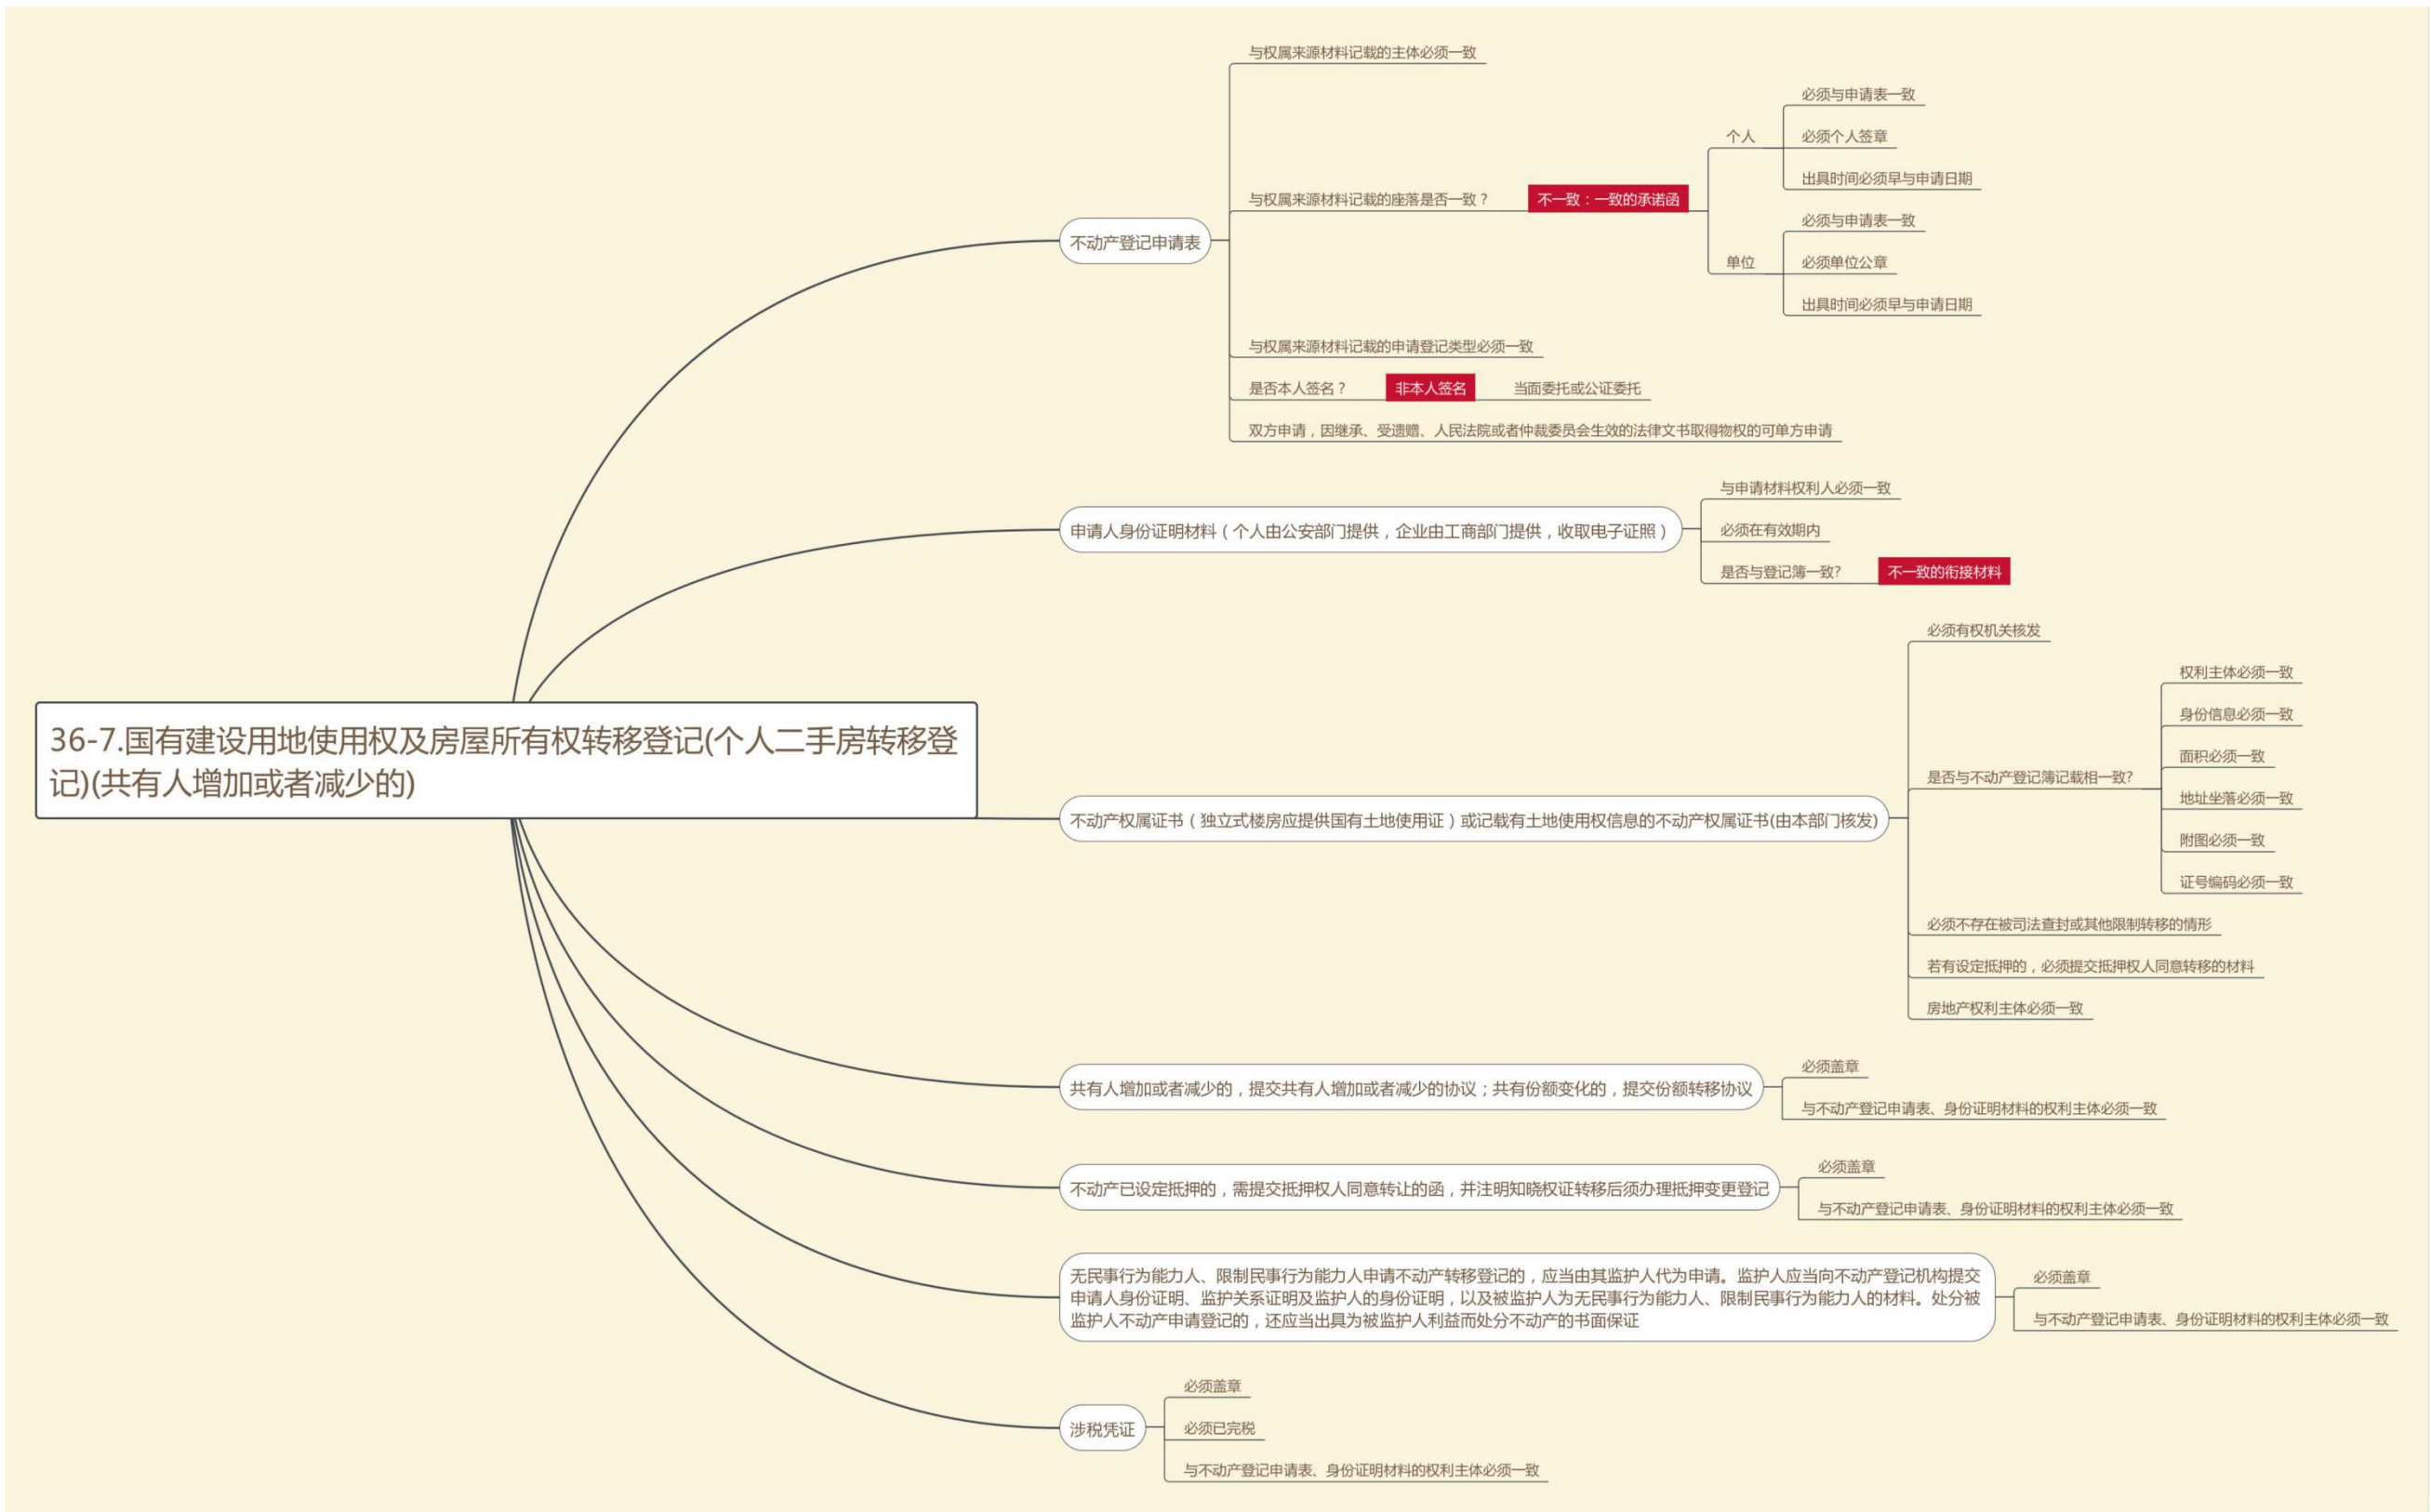 与权属来源材料记载的主体必须一致
必须与申请表一致
个人
必须个人签章
出具时间必须早与申请日期
与权属来源材料记载的座落是否一致？
不一致：一致的承诺函
必须与申请表一致
单位
必须单位公章
出具时间必须早与申请日期
不动产登记申请表
与权属来源材料记载的申请登记类型必须一致
是否本人签名？
非本人签名
当面委托或公证委托
双方申请，因继承、受遗赠、人民法院或者仲裁委员会生效的法律文书取得物权的可单方申请
申请人身份证明材料（个人由公安部门提供，企业由工商部门提供，收取电子证照）
与申请材料权利人必须一致
必须在有效期内
是否与登记簿一致?
不一致的衔接材料
36-7.国有建设用地使用权及房屋所有权转移登记(个人二手房转移登
记)(共有人增加或者减少的)
不动产权属证书（独立式楼房应提供国有土地使用证）或记载有土地使用权信息的不动产权属证书(由本部门核发)
必须有权机关核发
是否与不动产登记簿记载相一致?
权利主体必须一致
身份信息必须一致
面积必须一致
地址坐落必须一致
附图必须一致
证号编码必须一致
必须不存在被司法查封或其他限制转移的情形
若有设定抵押的，必须提交抵押权人同意转移的材料
房地产权利主体必须一致
共有人增加或者减少的，提交共有人增加或者减少的协议；共有份额变化的，提交份额转移协议
必须盖章
与不动产登记申请表、身份证明材料的权利主体必须一致
不动产已设定抵押的，需提交抵押权人同意转让的函，并注明知晓权证转移后须办理抵押变更登记
必须盖章
与不动产登记申请表、身份证明材料的权利主体必须一致
无民事行为能力人、限制民事行为能力人申请不动产转移登记的，应当由其监护人代为申请。监护人应当向不动产登记机构提交
申请人身份证明、监护关系证明及监护人的身份证明，以及被监护人为无民事行为能力人、限制民事行为能力人的材料。处分被
监护人不动产申请登记的，还应当出具为被监护人利益而处分不动产的书面保证
必须盖章
与不动产登记申请表、身份证明材料的权利主体必须一致
涉税凭证
必须盖章
必须已完税
与不动产登记申请表、身份证明材料的权利主体必须一致